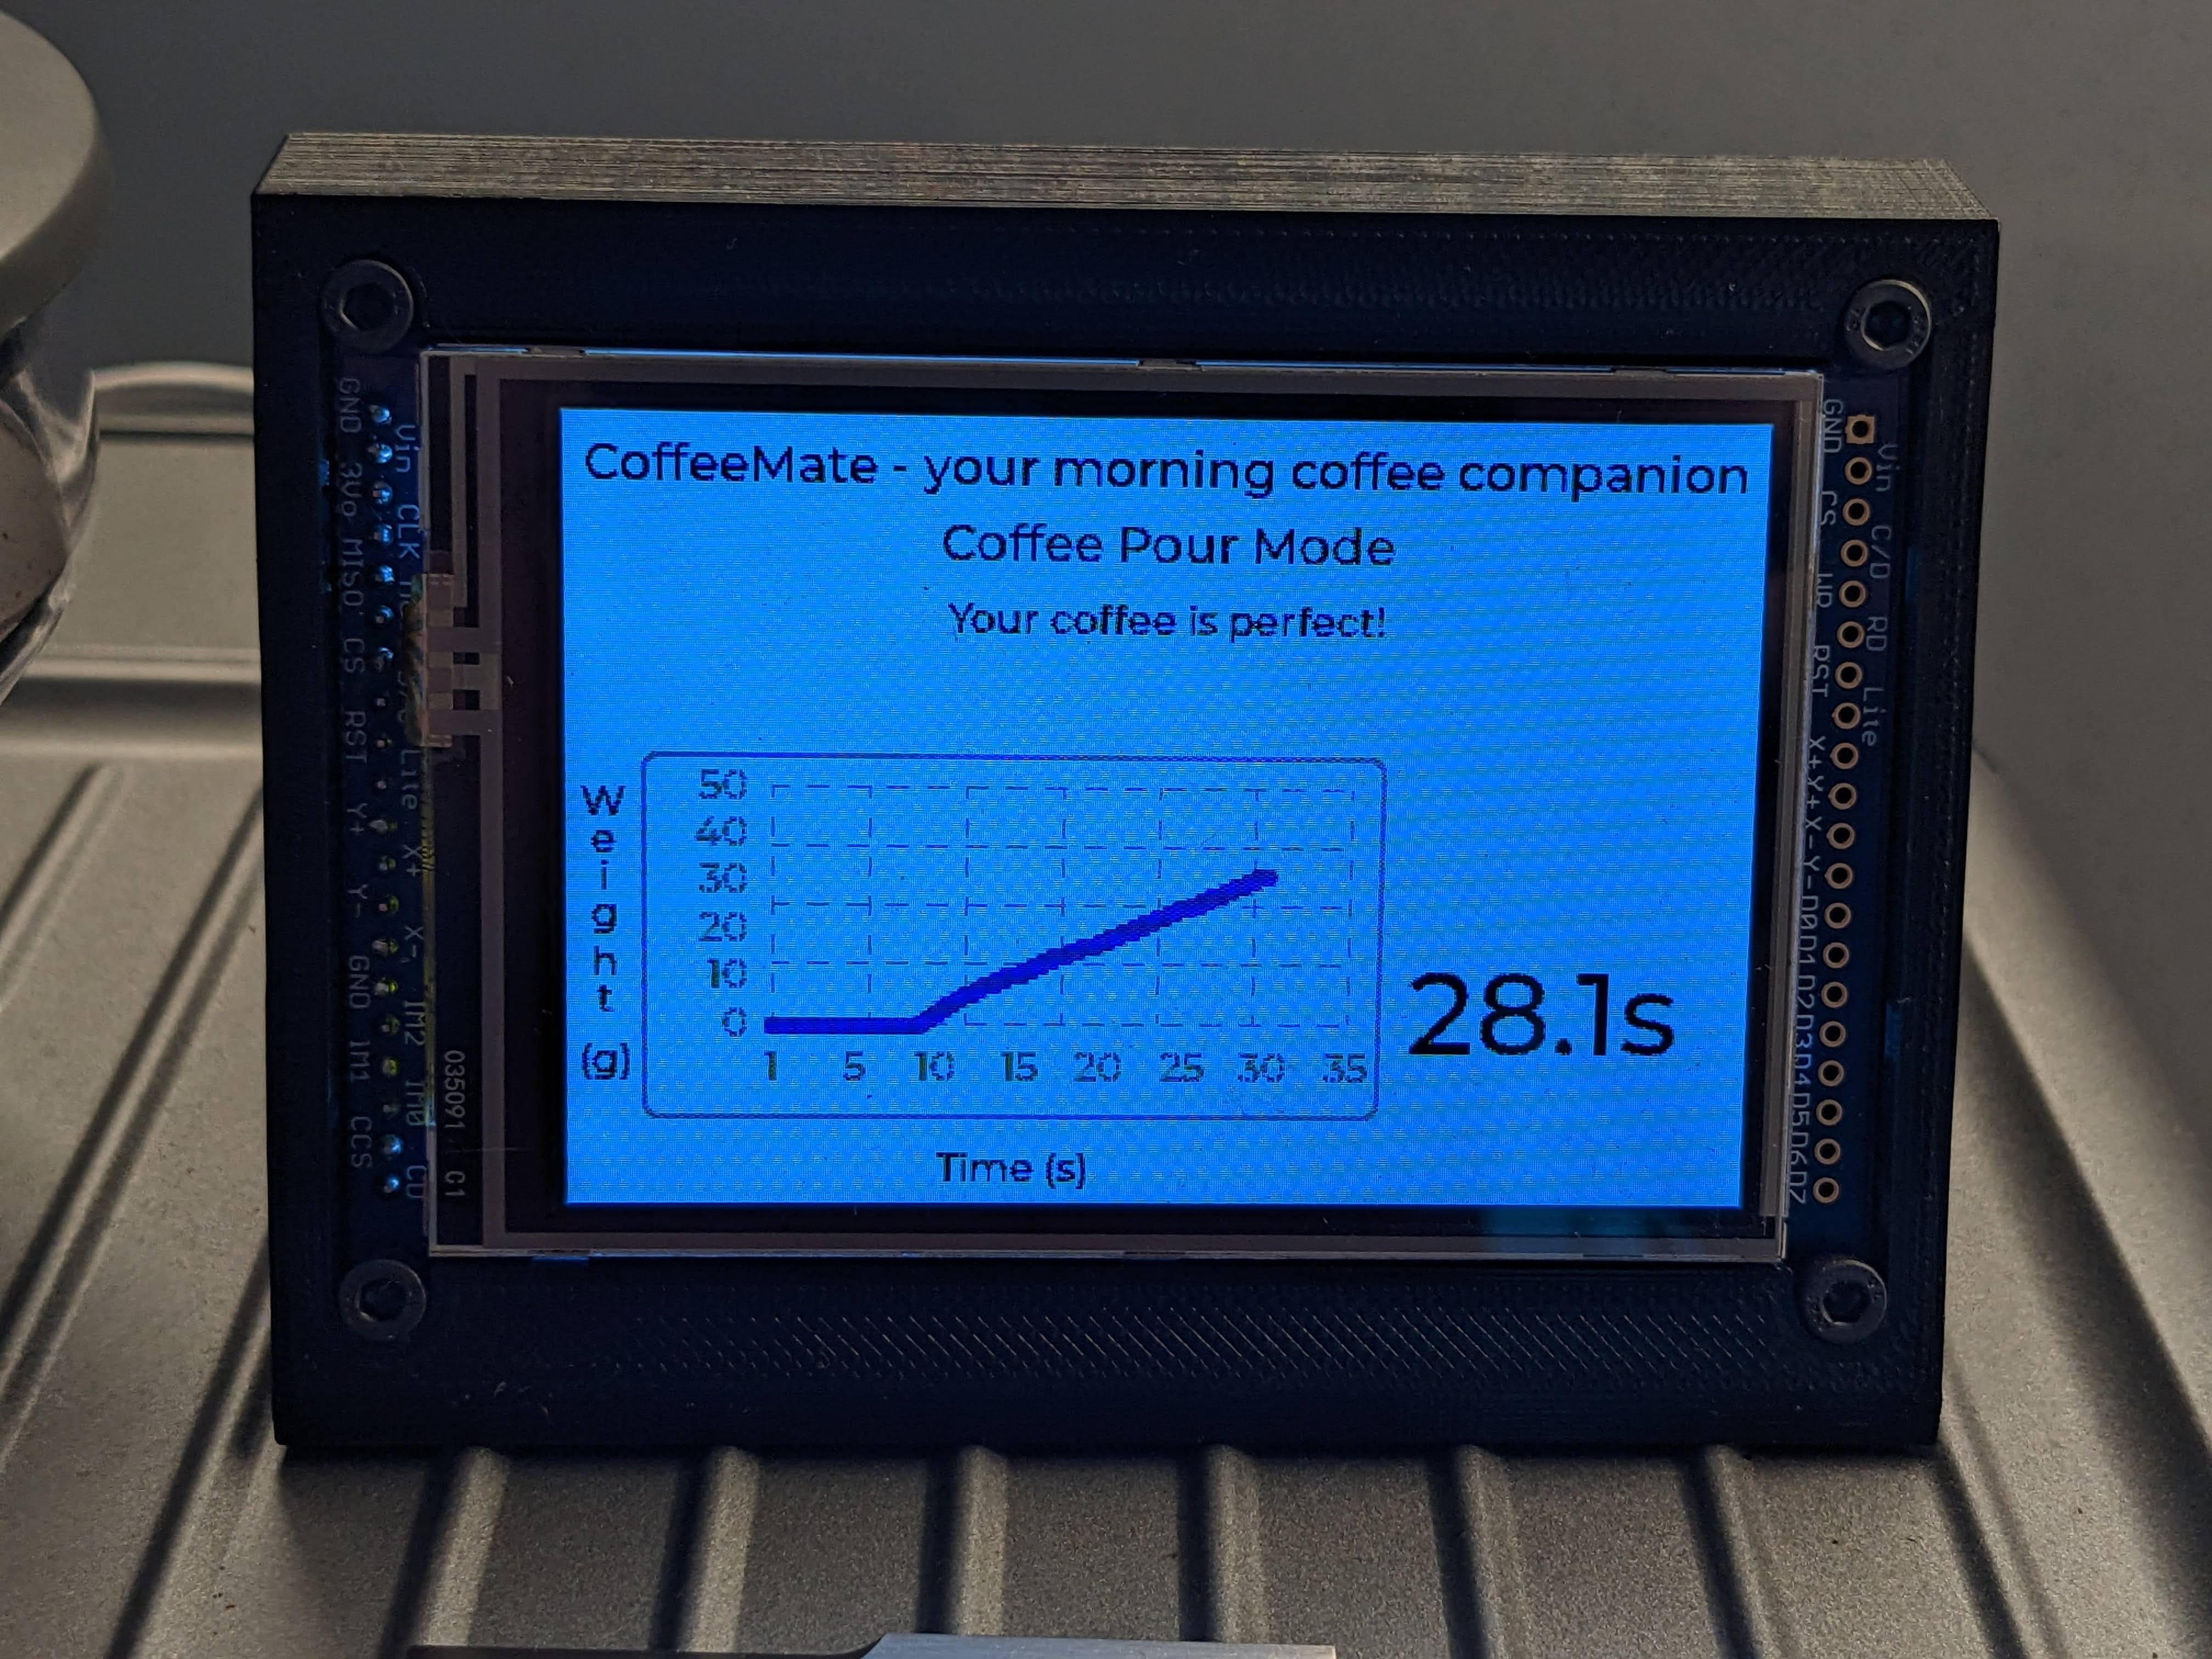 CoffeeMate - your morning coffee companion
Coffee Pour Mode
Your coffee is perfect!
Weight
(g)
50
40
30
20
10
0
1 5 10 15 20 25 30 35
Time (s)
28.1s
GND 3Vo MISO CS RST Y+ Y- GND IM1 CCS
Vin CLK Lite X+ X- IM2 IM0 CD
035091 C1
GND CS WR RST X+ Y+ X- Y- D0 D1 D2 D3 D4 D5 D6 D7
Vin C/D RD Lite